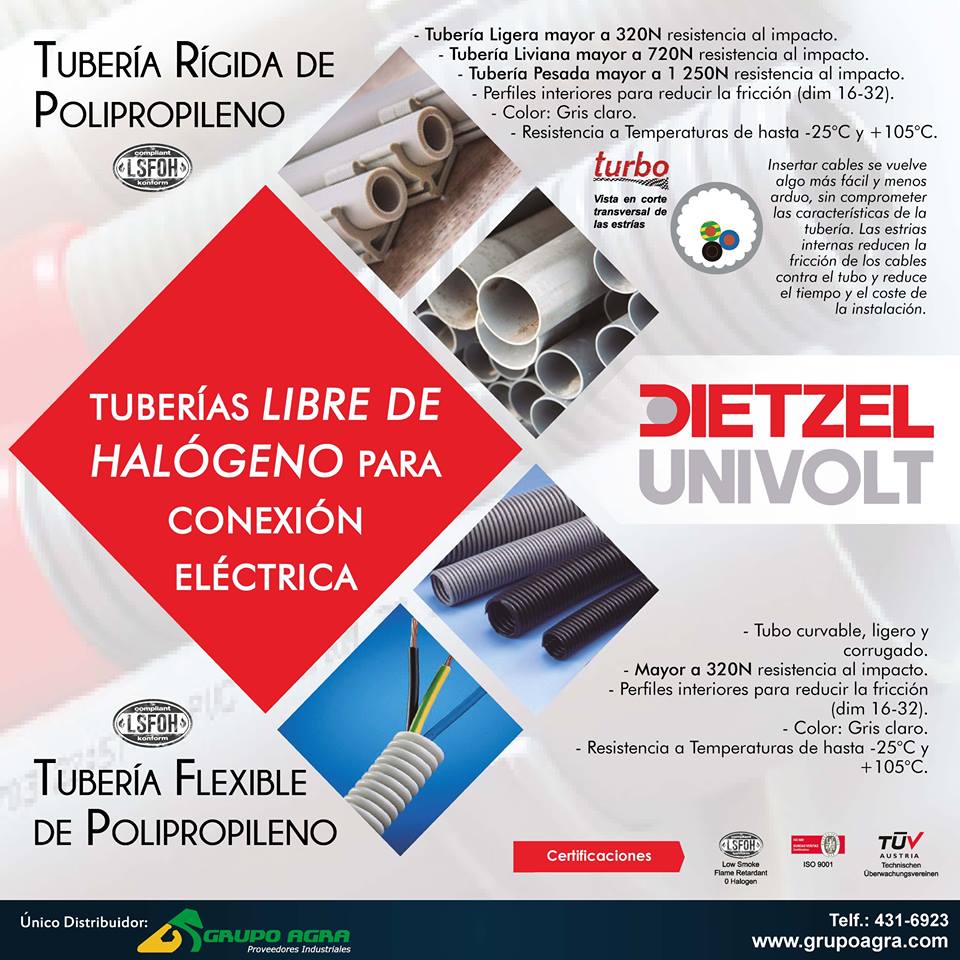 TUBERÍA RÍGIDA DE
POLIPROPILENO
compliant
LSFOH
konform
- Tubería Ligera mayor a 320N resistencia al impacto.
- Tubería Liviana mayor a 720N resistencia al impacto.
- Tubería Pesada mayor a 1 250N resistencia al impacto.
- Perfiles interiores para reducir la fricción (dim 16-32).
- Color: Gris claro.
- Resistencia a Temperaturas de hasta -25°C y +105°C.
turbo
Vista en corte
transversal de
las estrías
Insertar cables se vuelve
algo más fácil y menos
arduo, sin comprometer
las características de la
tubería. Las estrias
internas reducen la
fricción de los cables
contra el tubo y reduce
el tiempo y el coste de
la instalación.
TUBERÍAS LIBRE DE
HALÓGENO PARA
CONEXIÓN
ELÉCTRICA
DIETZEL
UNIVOLT
- Tubo curvable, ligero y
corrugado.
- Mayor a 320N resistencia al impacto.
- Perfiles interiores para reducir la fricción
(dim 16-32).
- Color: Gris claro.
- Resistencia a Temperaturas de hasta -25°C y
+105°C.
compliant
LSFOH
konform
TUBERÍA FLEXIBLE
DE POLIPROPILENO
Certificaciones
LSFOH
Low Smoke
Flame Retardant
0 Halogen
ISO 9001
TÜV
AUSTRIA
Technischen
Überwachungsvereinen
Único Distribuidor:
GRUPO AGRA
Proveedores Industriales
Telf.: 431-6923
www.grupoagra.com